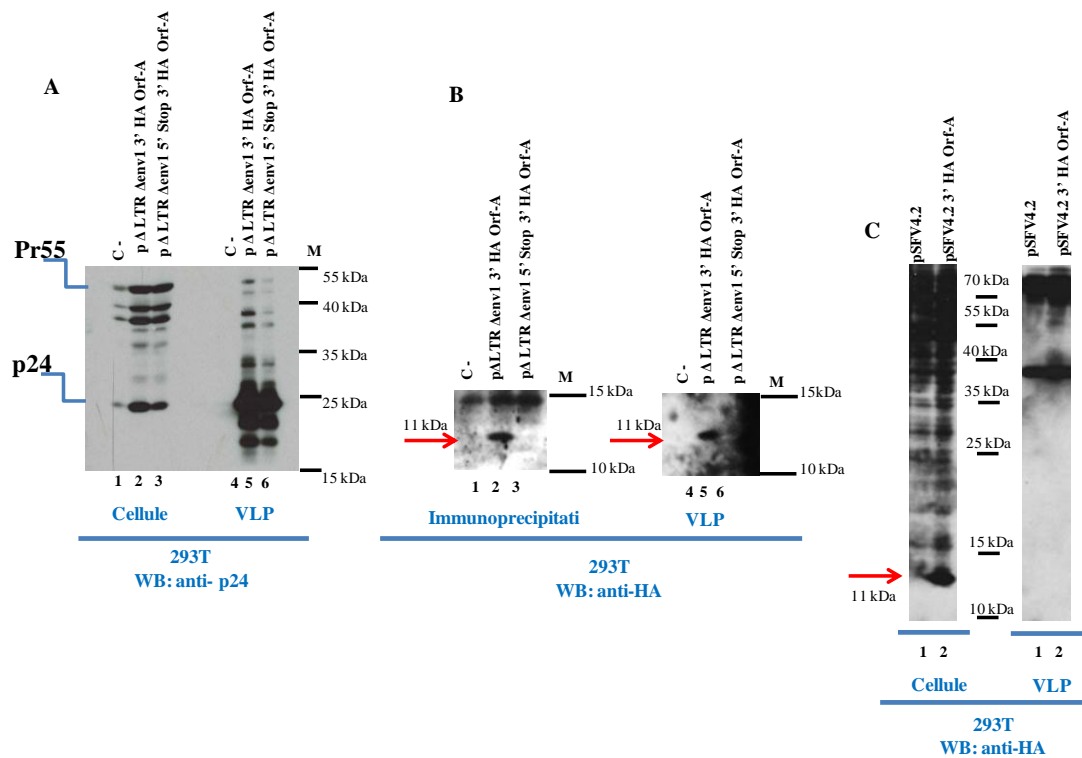 A
C -
p Δ LTR Δenv1 3’ HA Orf-A
p Δ LTR Δenv1 5’ Stop 3’ HA Orf-A
C -
p Δ LTR Δenv1 3’ HA Orf-A
p Δ LTR Δenv1 5’ Stop 3’ HA Orf-A
M
Pr55
p24
55 kDa
40 kDa
35 kDa
25 kDa
15 kDa
1 2 3 4 5 6
Cellule VLP
293T
WB: anti- p24
B
C -
pΔ LTR Δenv1 3’ HA Orf-A
pΔ LTR Δenv1 5’ Stop 3’ HA Orf-A
M
15 kDa
11 kDa
10 kDa
1 2 3
Immunoprecipitati
C -
p Δ LTR Δenv1 3’ HA Orf-A
p Δ LTR Δenv1 5’ Stop 3’ HA Orf-A
M
15kDa
11 kDa
10 kDa
4 5 6
VLP
293T
WB: anti-HA
C
pSFV4.2
pSFV4.2 3’ HA Orf-A
pSFV4.2
pSFV4.2 3’ HA Orf-A
70 kDa
55 kDa
40 kDa
35 kDa
25 kDa
15 kDa
11 kDa
10 kDa
1 2
1 2
Cellule VLP
293T
WB: anti-HA